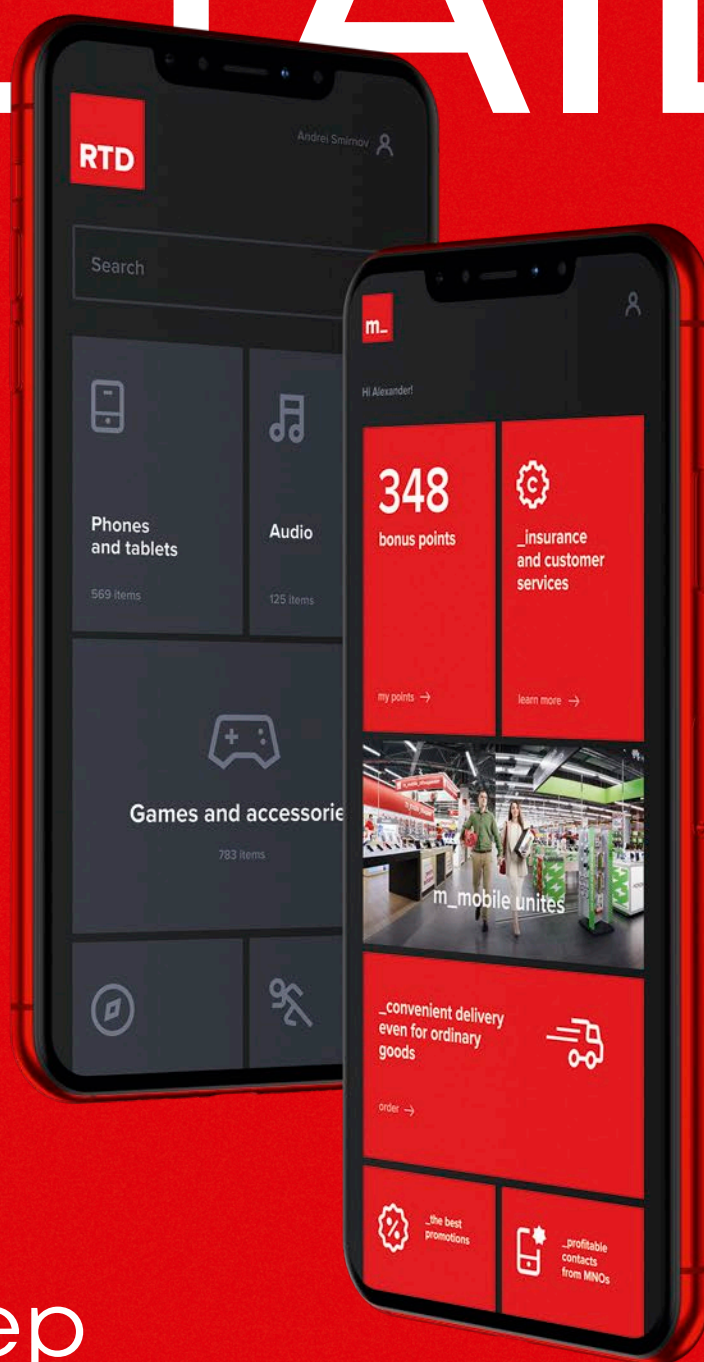 RTD
Andrei Smirnov
Search
Phones
and tablets
569 items
Audio
125 items
Games and accessorie
783 items
m_
Hi Alexander!
348
bonus points
my points →
_insurance
and customer
services
learn more →
m_mobile unites
_convenient delivery
even for ordinary
goods
order →
_the best
promotions
_profitable
contacts
from MNOs
ep